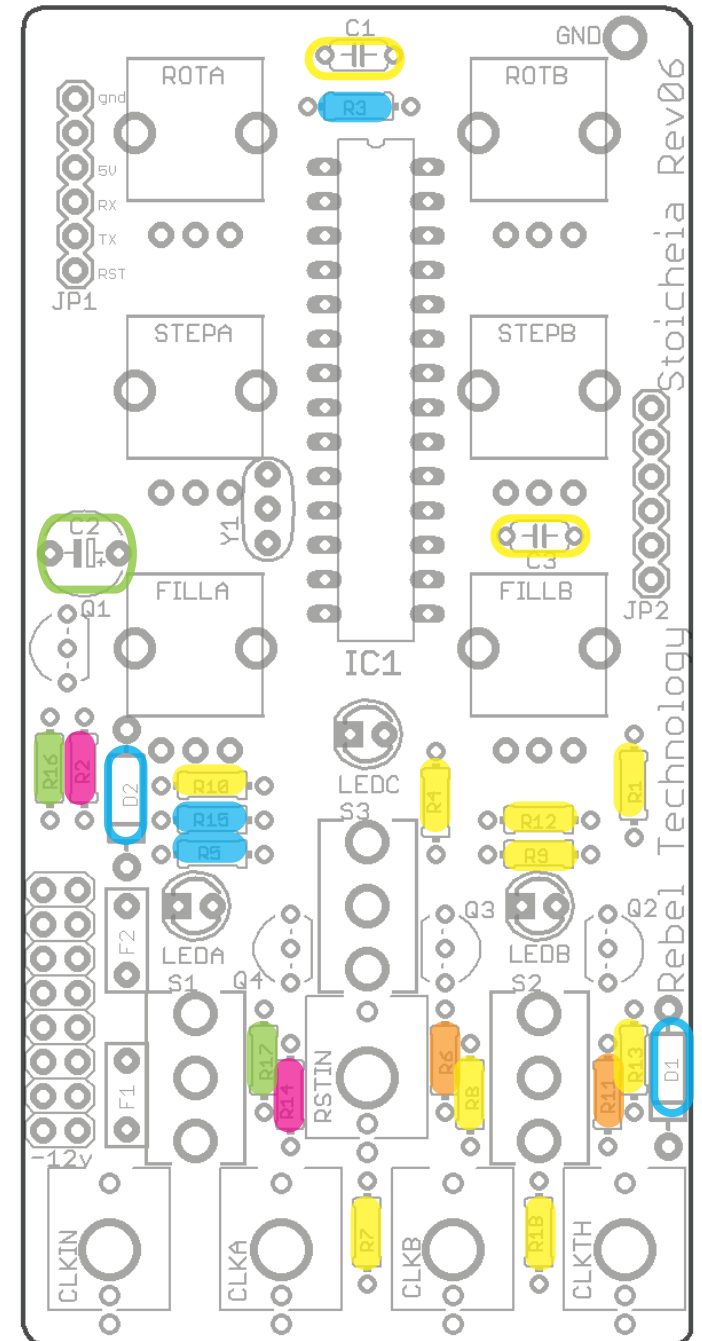 C1
GND
ROTA
ROTB
gnd
R3
5V
RX
TX
RST
JP1
Stoicheia Rev06
STEPA
STEPB
Y1
C2
C3
Q1
FILLA
FILLB
JP2
IC1
R16
R2
D2
R10
R15
R5
LEDC
S3
R4
R12
R9
R1
Rebel Technology
F2
LEDA
Q3
LEDB
Q2
S1
Q4
S2
R17
R14
RSTIN
R6
R8
R11
R13
D1
F1
-12v
CLKIN
CLKA
R7
CLKB
R18
CLKTH
+